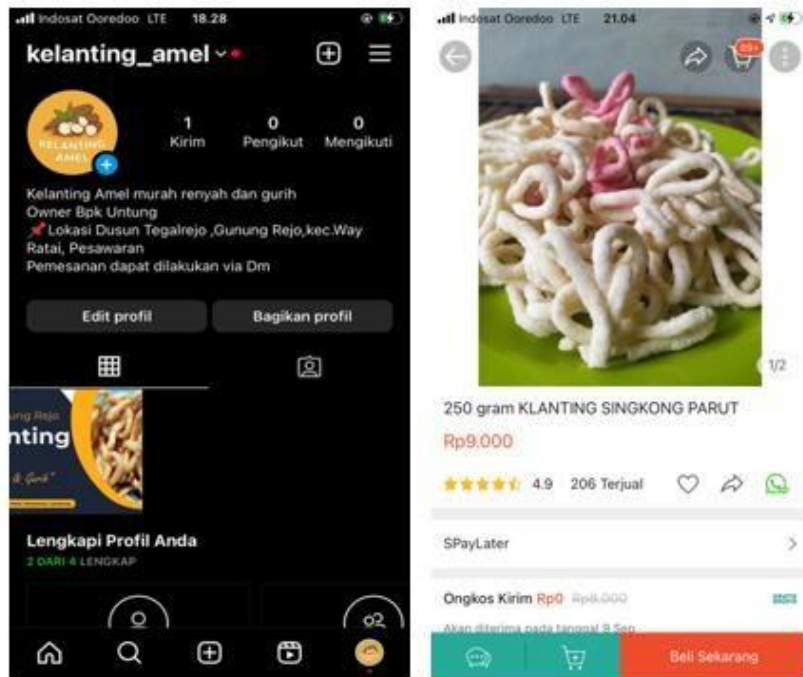 Indosat Ooredoo LTE 18.28
kelanting_amel
KELANTING
AMEL
1 0 0
Kirim Pengikut Mengikuti
Kelanting Amel murah renyah dan gurih
Owner Bpk Untung
📌Lokasi Dusun Tegalrejo ,Gunung Rejo,kec.Way
Ratai, Pesawaran
Pemesanan dapat dilakukan via Dm
Edit profil Bagikan profil
ung Rejo
nting
& Gurih"
Lengkapi Profil Anda
2 DARI 4 LENGKAP
Indosat Ooredoo LTE 21.04
99+
1/2
250 gram KLANTING SINGKONG PARUT
Rp9.000
4.9 206 Terjual
SPayLater
Ongkos Kirim Rp0 Rp8.000
Akan diterima pada tanggal 9 Sep
Beli Sekarang